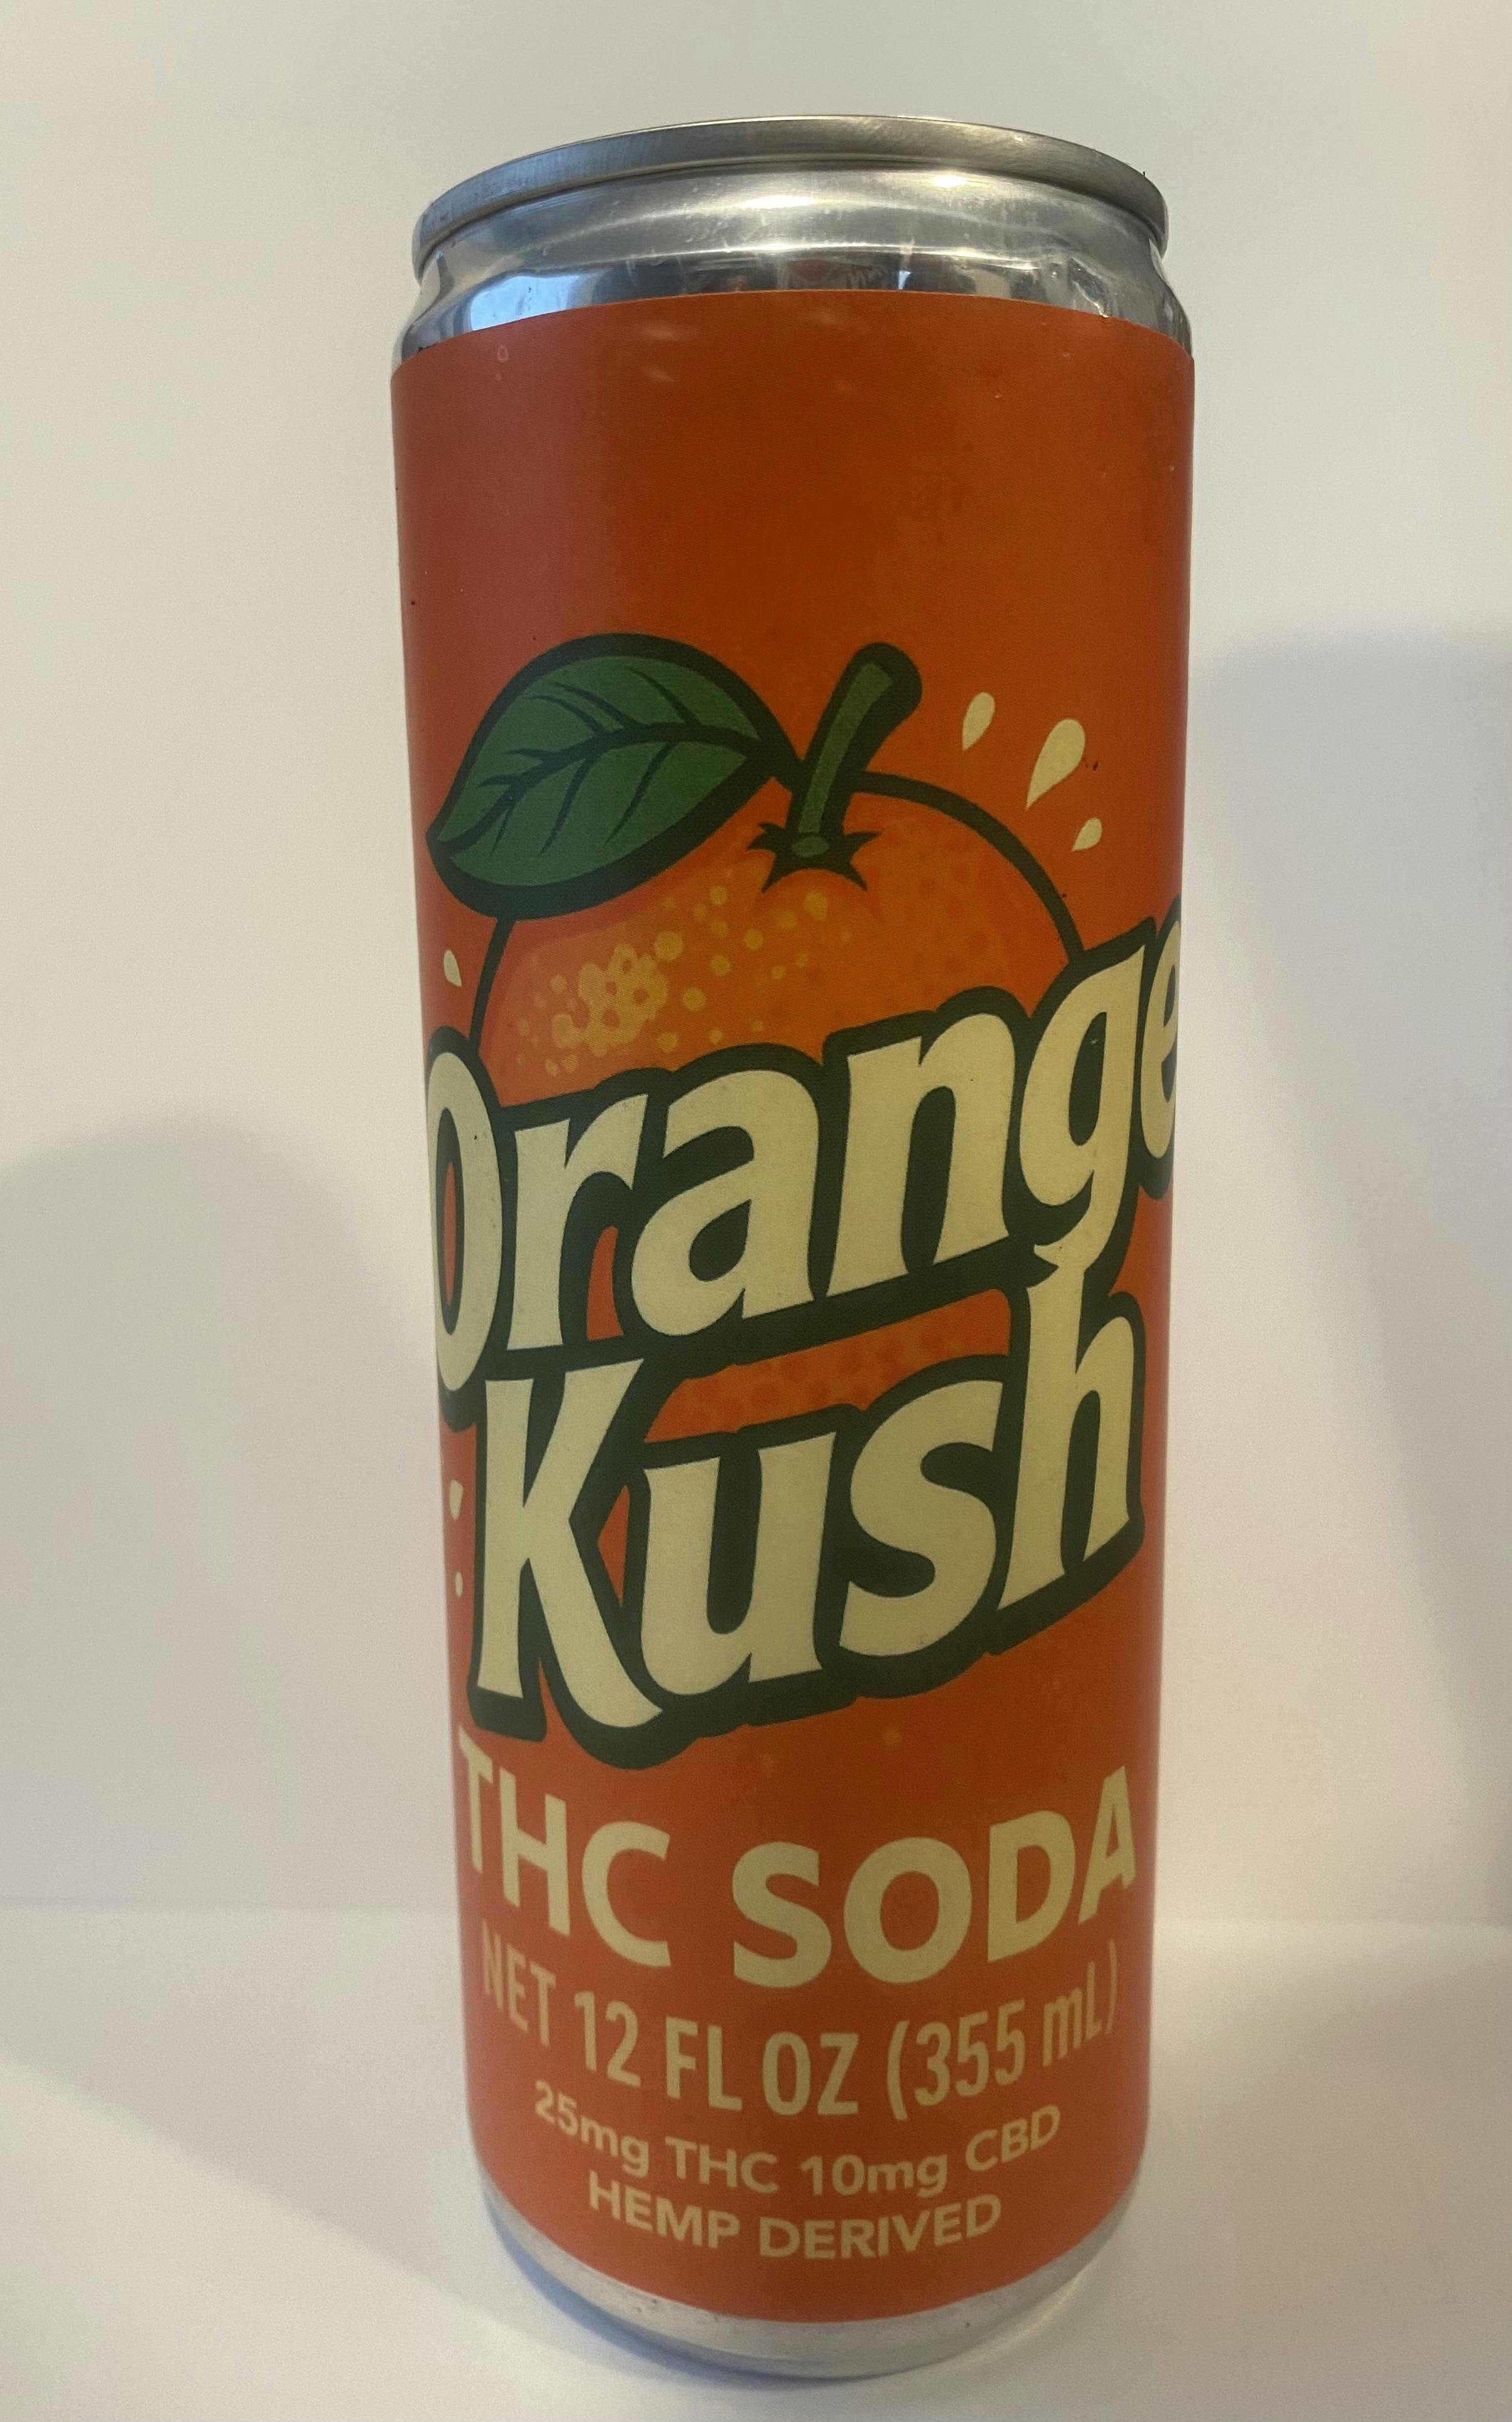 Orange
Kush
THC SODA
NET 12 FL OZ (355 mL)
25mg THC 10mg CBD
HEMP DERIVED